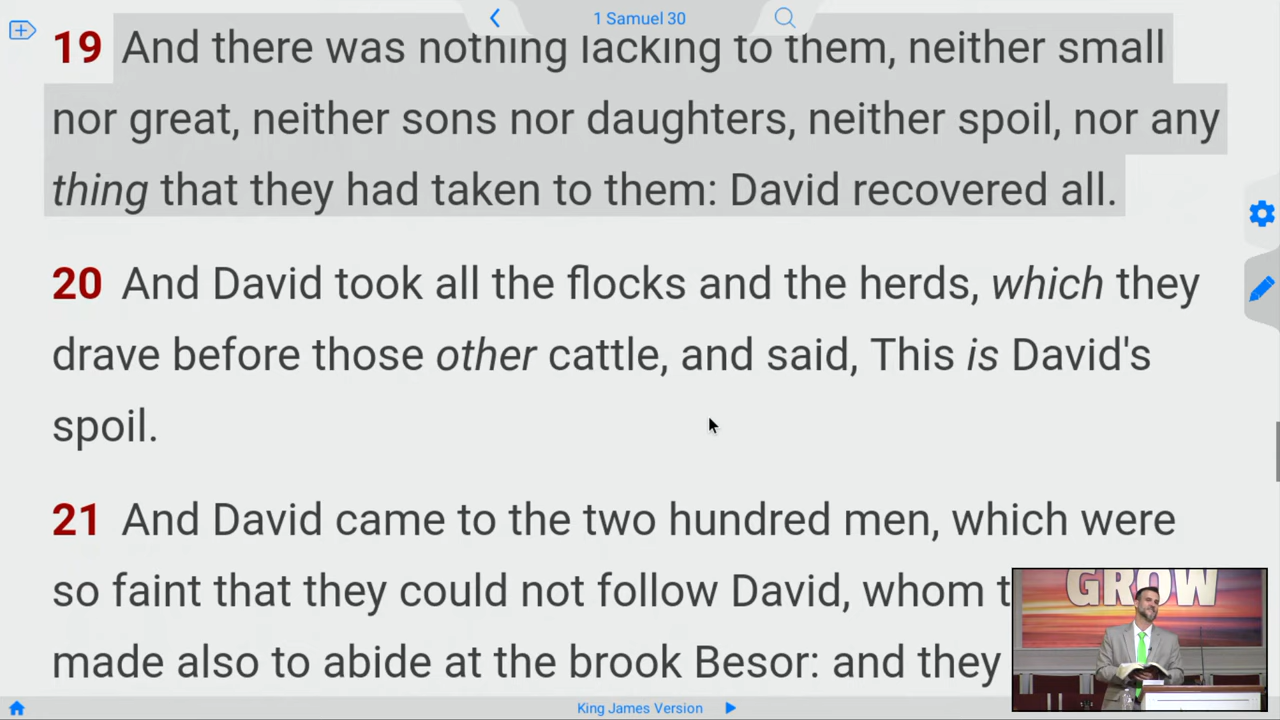 1 Samuel 30
19 And there was nothing lacking to them, neither small
nor great, neither sons nor daughters, neither spoil, nor any
thing that they had taken to them: David recovered all.
20 And David took all the flocks and the herds, which they
drave before those other cattle, and said, This is David's
spoil.
21 And David came to the two hundred men, which were
so faint that they could not follow David, whom t
made also to abide at the brook Besor: and they
GROW
King James Version